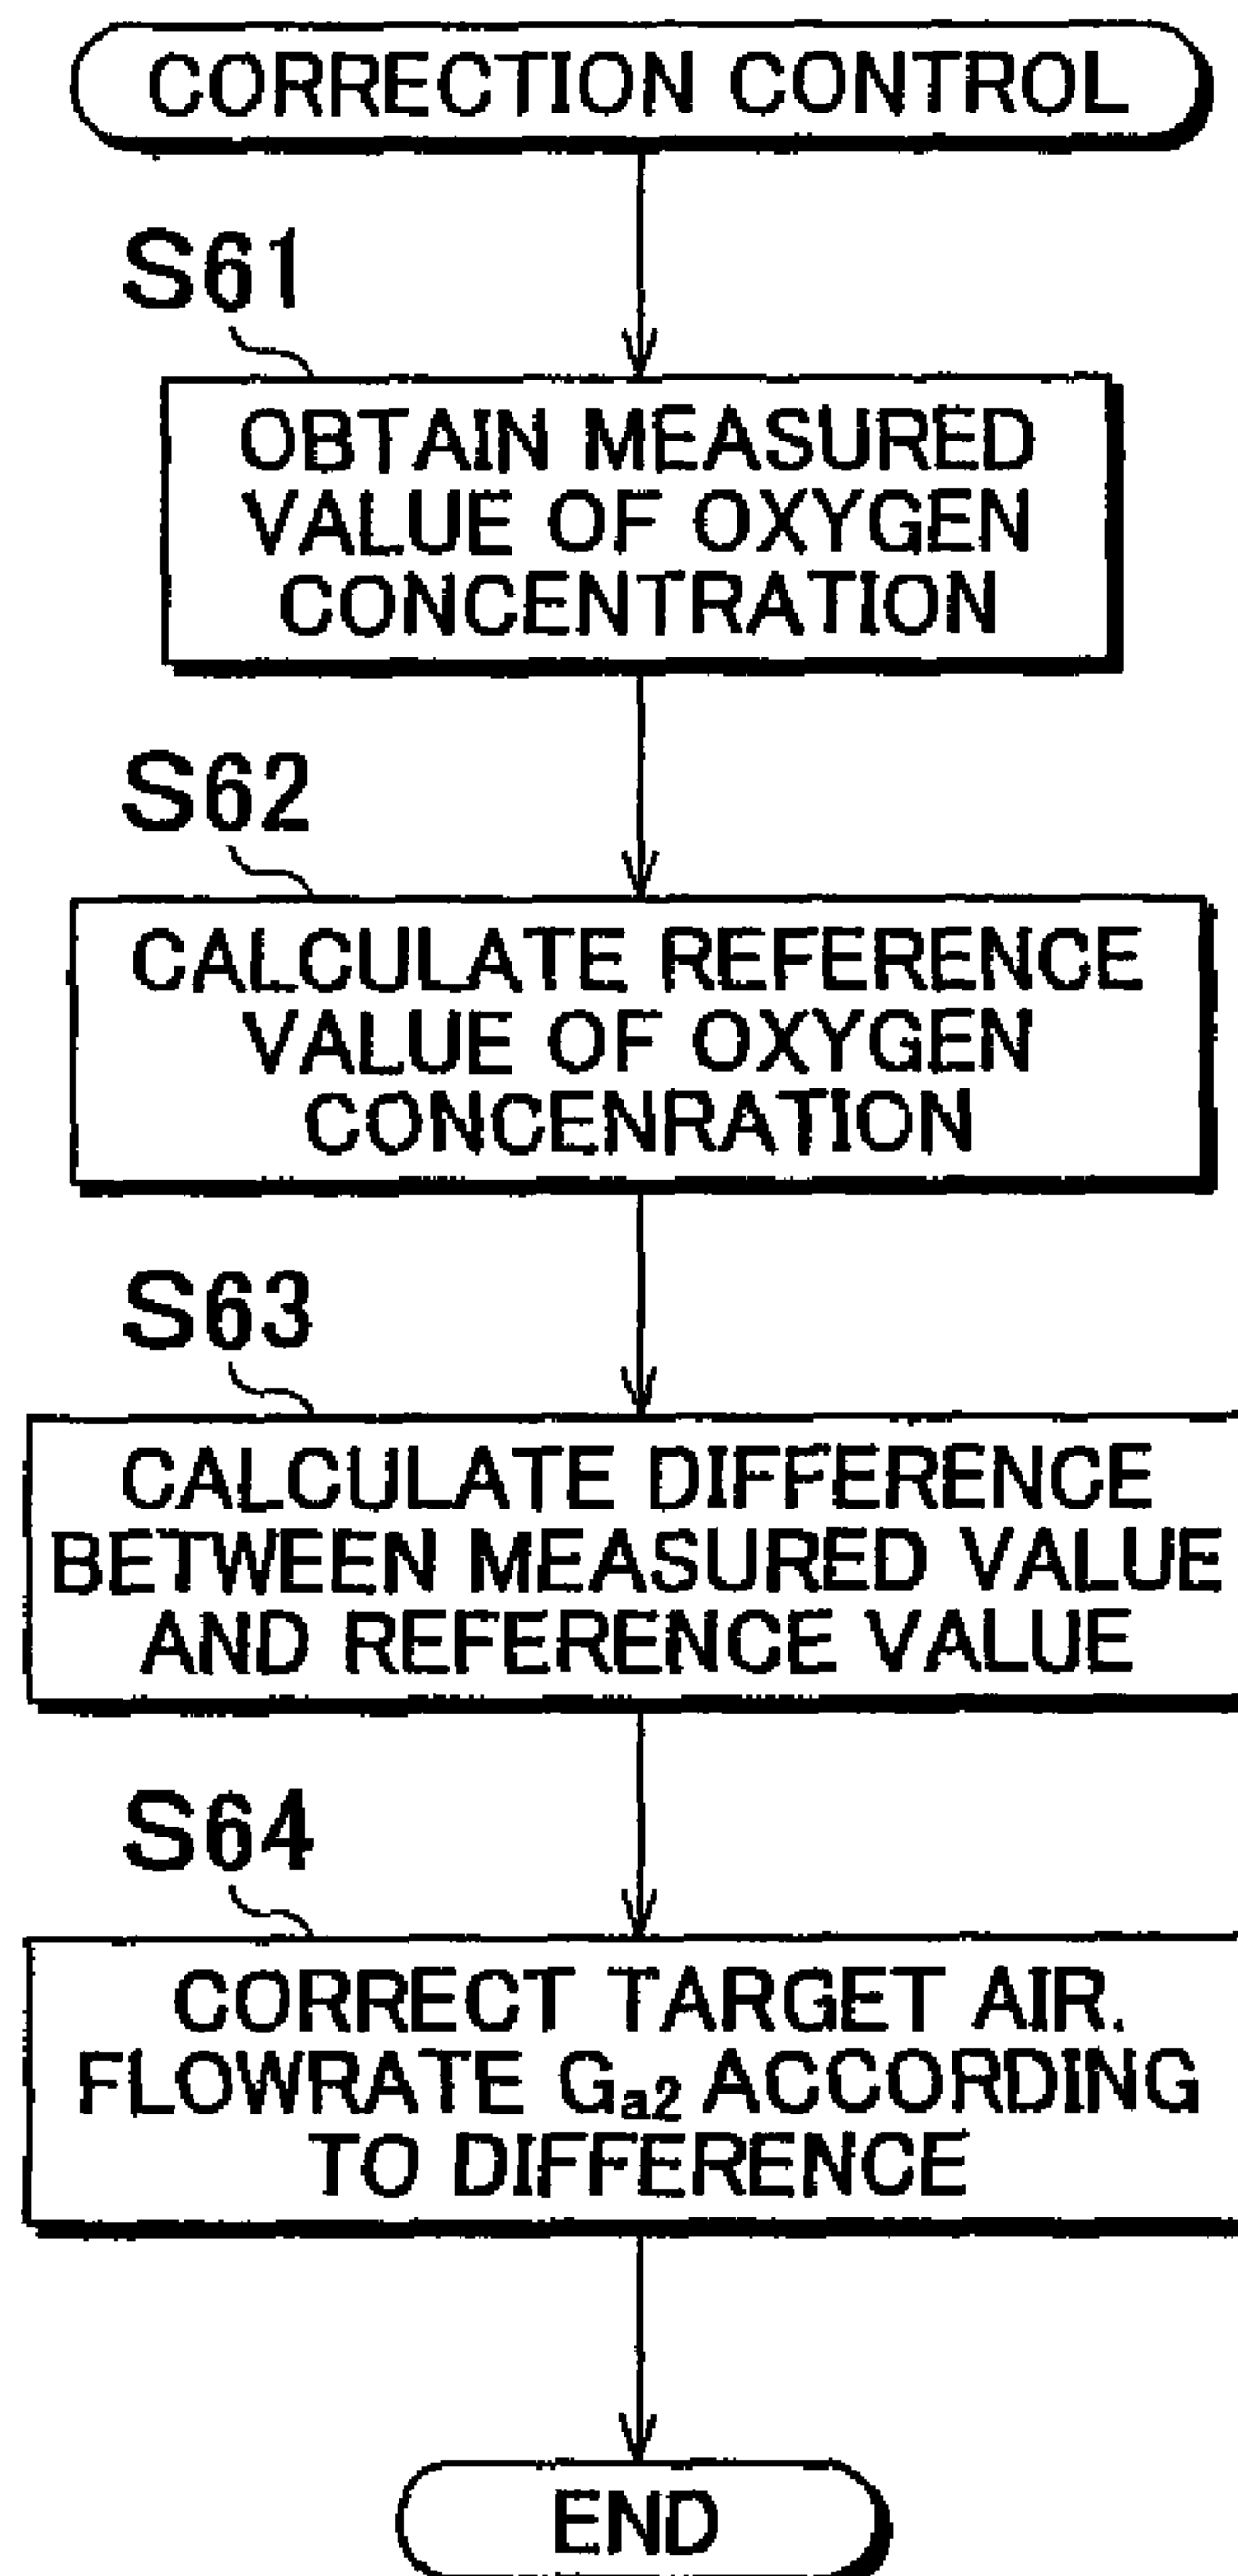 CORRECTION CONTROL
S61
OBTAIN MEASURED
VALUE OF OXYGEN
CONCENTRATION
S62
CALCULATE REFERENCE
VALUE OF OXYGEN
CONCENRATION
S63
CALCULATE DIFFERENCE
BETWEEN MEASURED VALUE
AND REFERENCE VALUE
S64
CORRECT TARGET AIR.
FLOWRATE Ga2 ACCORDING
TO DIFFERENCE
END